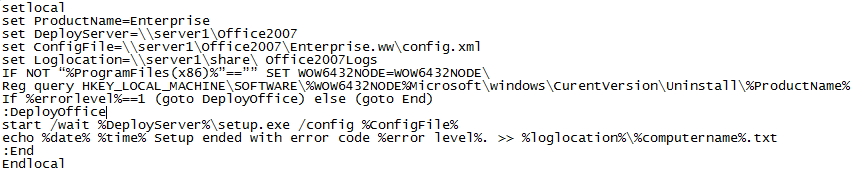 setlocal
set ProductName=Enterprise
set DeployServer=\\server1\Office2007
set ConfigFile=\\server1\Office2007\Enterprise.ww\config.xml
set Loglocation=\\server1\share\ Office2007Logs
IF NOT “%ProgramFiles(x86)%”==”” SET WOW6432NODE=WOW6432NODE\
Reg query HKEY_LOCAL_MACHINE\SOFTWARE\%WOW6432NODE%Microsoft\windows\CurentVersion\Uninstall\%ProductName%
If %errorlevel%==1 (goto DeployOffice) else (goto End)
:DeployOffice
start /wait %DeployServer%\setup.exe /config %ConfigFile%
echo %date% %time% Setup ended with error code %error level%. >> %loglocation%\%computername%.txt
:End
Endlocal